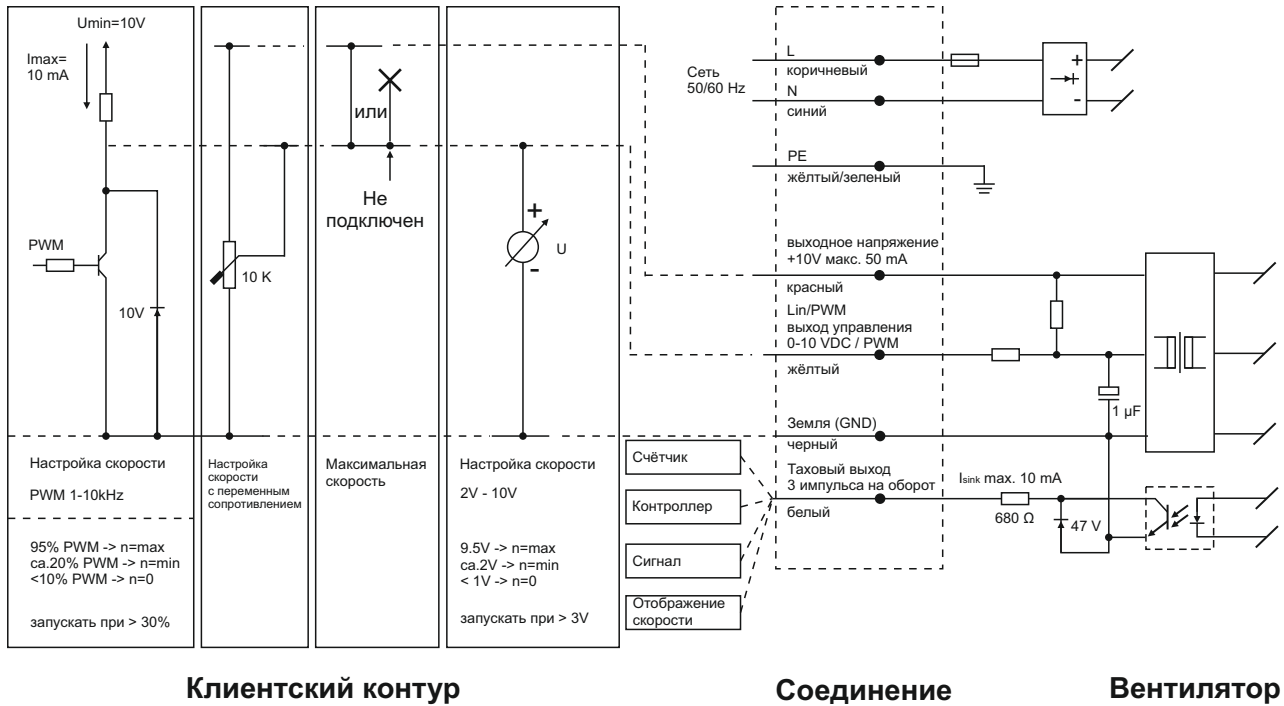 Umin=10V
Imax=
10 mA
PWM
10V
Настройка скорости
PWM 1-10kHz
95% PWM -> n=max
ca.20% PWM -> n=min
<10% PWM -> n=0
запускать при > 30%
10 K
Настройка
скорости
с переменным
сопротивлением
или
Не
подключен
Максимальная
скорость
+
U
-
Настройка скорости
2V - 10V
9.5V -> n=max
ca.2V -> n=min
< 1V -> n=0
запускать при > 3V
Сеть
50/60 Hz
L
коричневый
N
синий
+
-
PE
жёлтый/зеленый
выходное напряжение
+10V макс. 50 mA
красный
Lin/PWM
выход управления
0-10 VDC / PWM
жёлтый
1 µF
Земля (GND)
черный
Таховый выход
3 импульса на оборот
белый
Isink max. 10 mA
680 Ω
47 V
Счётчик
Контроллер
Сигнал
Отображение
скорости
Клиентский контур
Соединение
Вентилятор